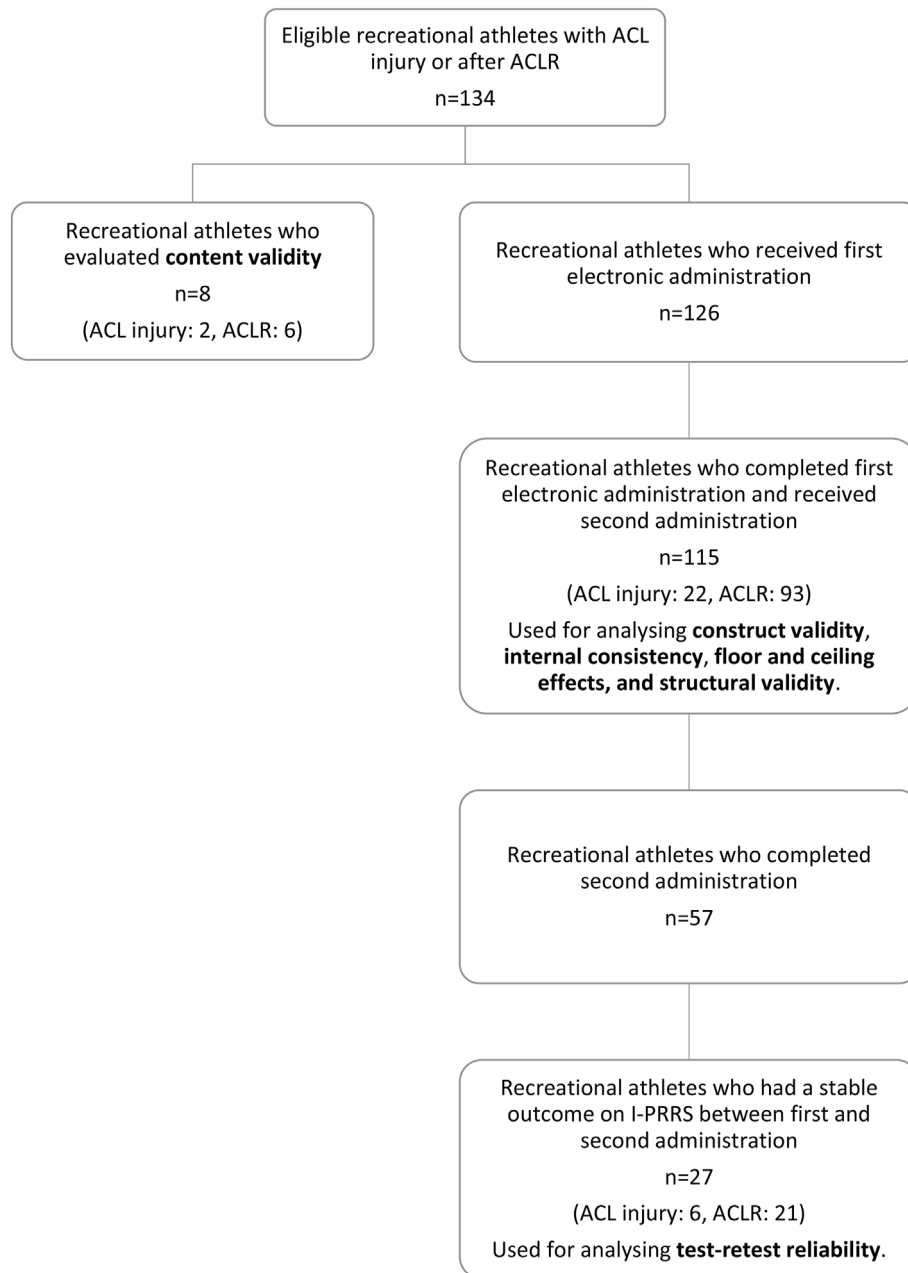 Eligible recreational athletes with ACL
injury or after ACLR
n=134
Recreational athletes who
evaluated content validity
n=8
(ACL injury: 2, ACLR: 6)
Recreational athletes who received first
electronic administration
n=126
Recreational athletes who completed first
electronic administration and received
second administration
n=115
(ACL injury: 22, ACLR: 93)
Used for analysing construct validity,
internal consistency, floor and ceiling
effects, and structural validity.
Recreational athletes who completed
second administration
n=57
Recreational athletes who had a stable
outcome on I-PRRS between first and
second administration
n=27
(ACL injury: 6, ACLR: 21)
Used for analysing test-retest reliability.